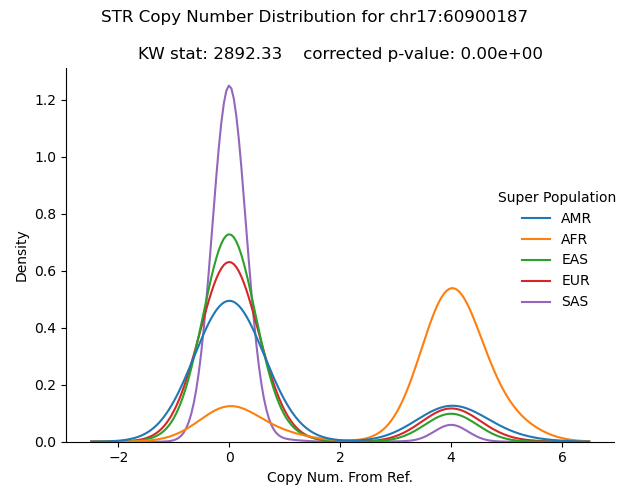 STR Copy Number Distribution for chr17:60900187
KW stat: 2892.33    corrected p-value: 0.00e+00
1.2
1.0
0.8
0.6
0.4
0.2
0.0
Density
−2
0
2
4
6
Copy Num. From Ref.
Super Population
AMR
AFR
EAS
EUR
SAS